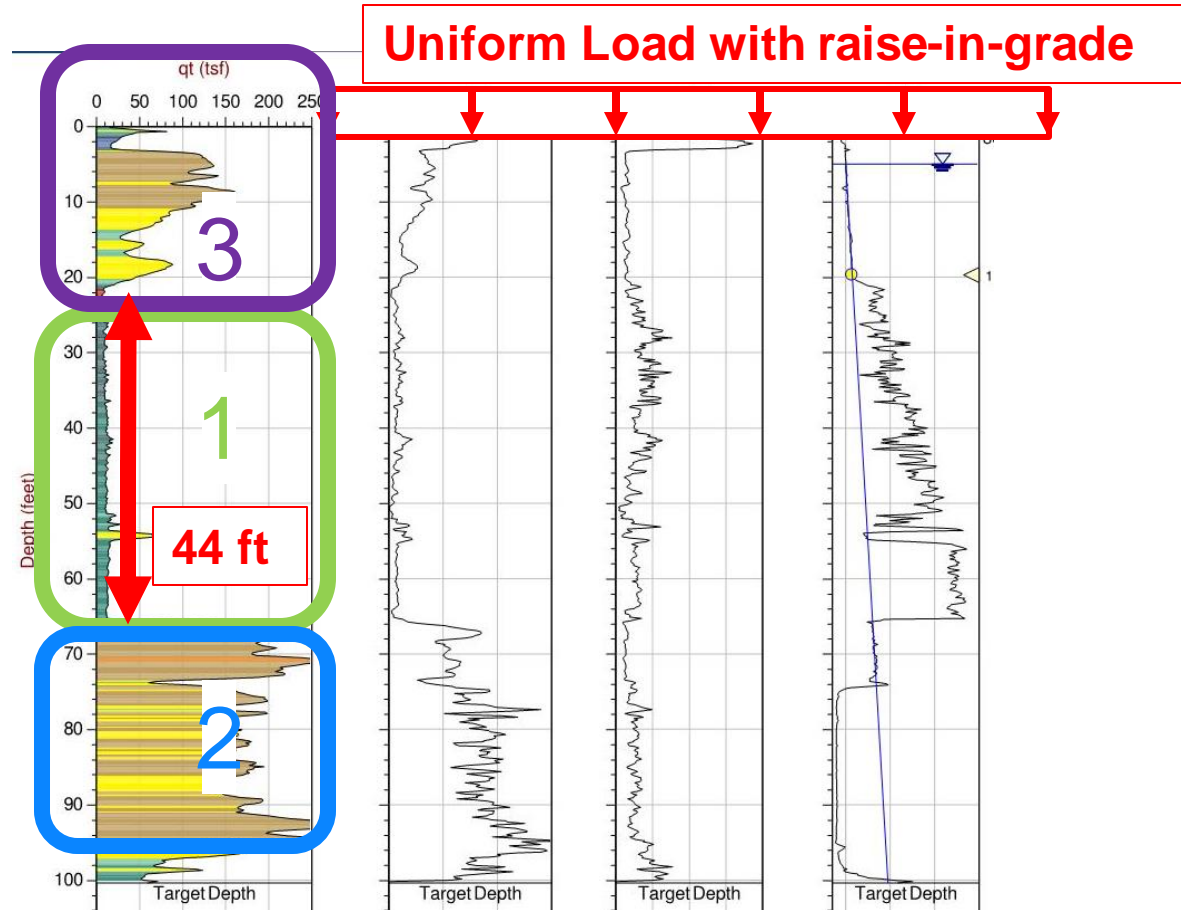 Uniform Load with raise-in-grade
qt (tsf)
0 50 100 150 200 250
0
10
3
20
1
30
1
40
50
Depth (feet)
44 ft
60
70
2
80
90
100
Target Depth Target Depth Target Depth Target Depth